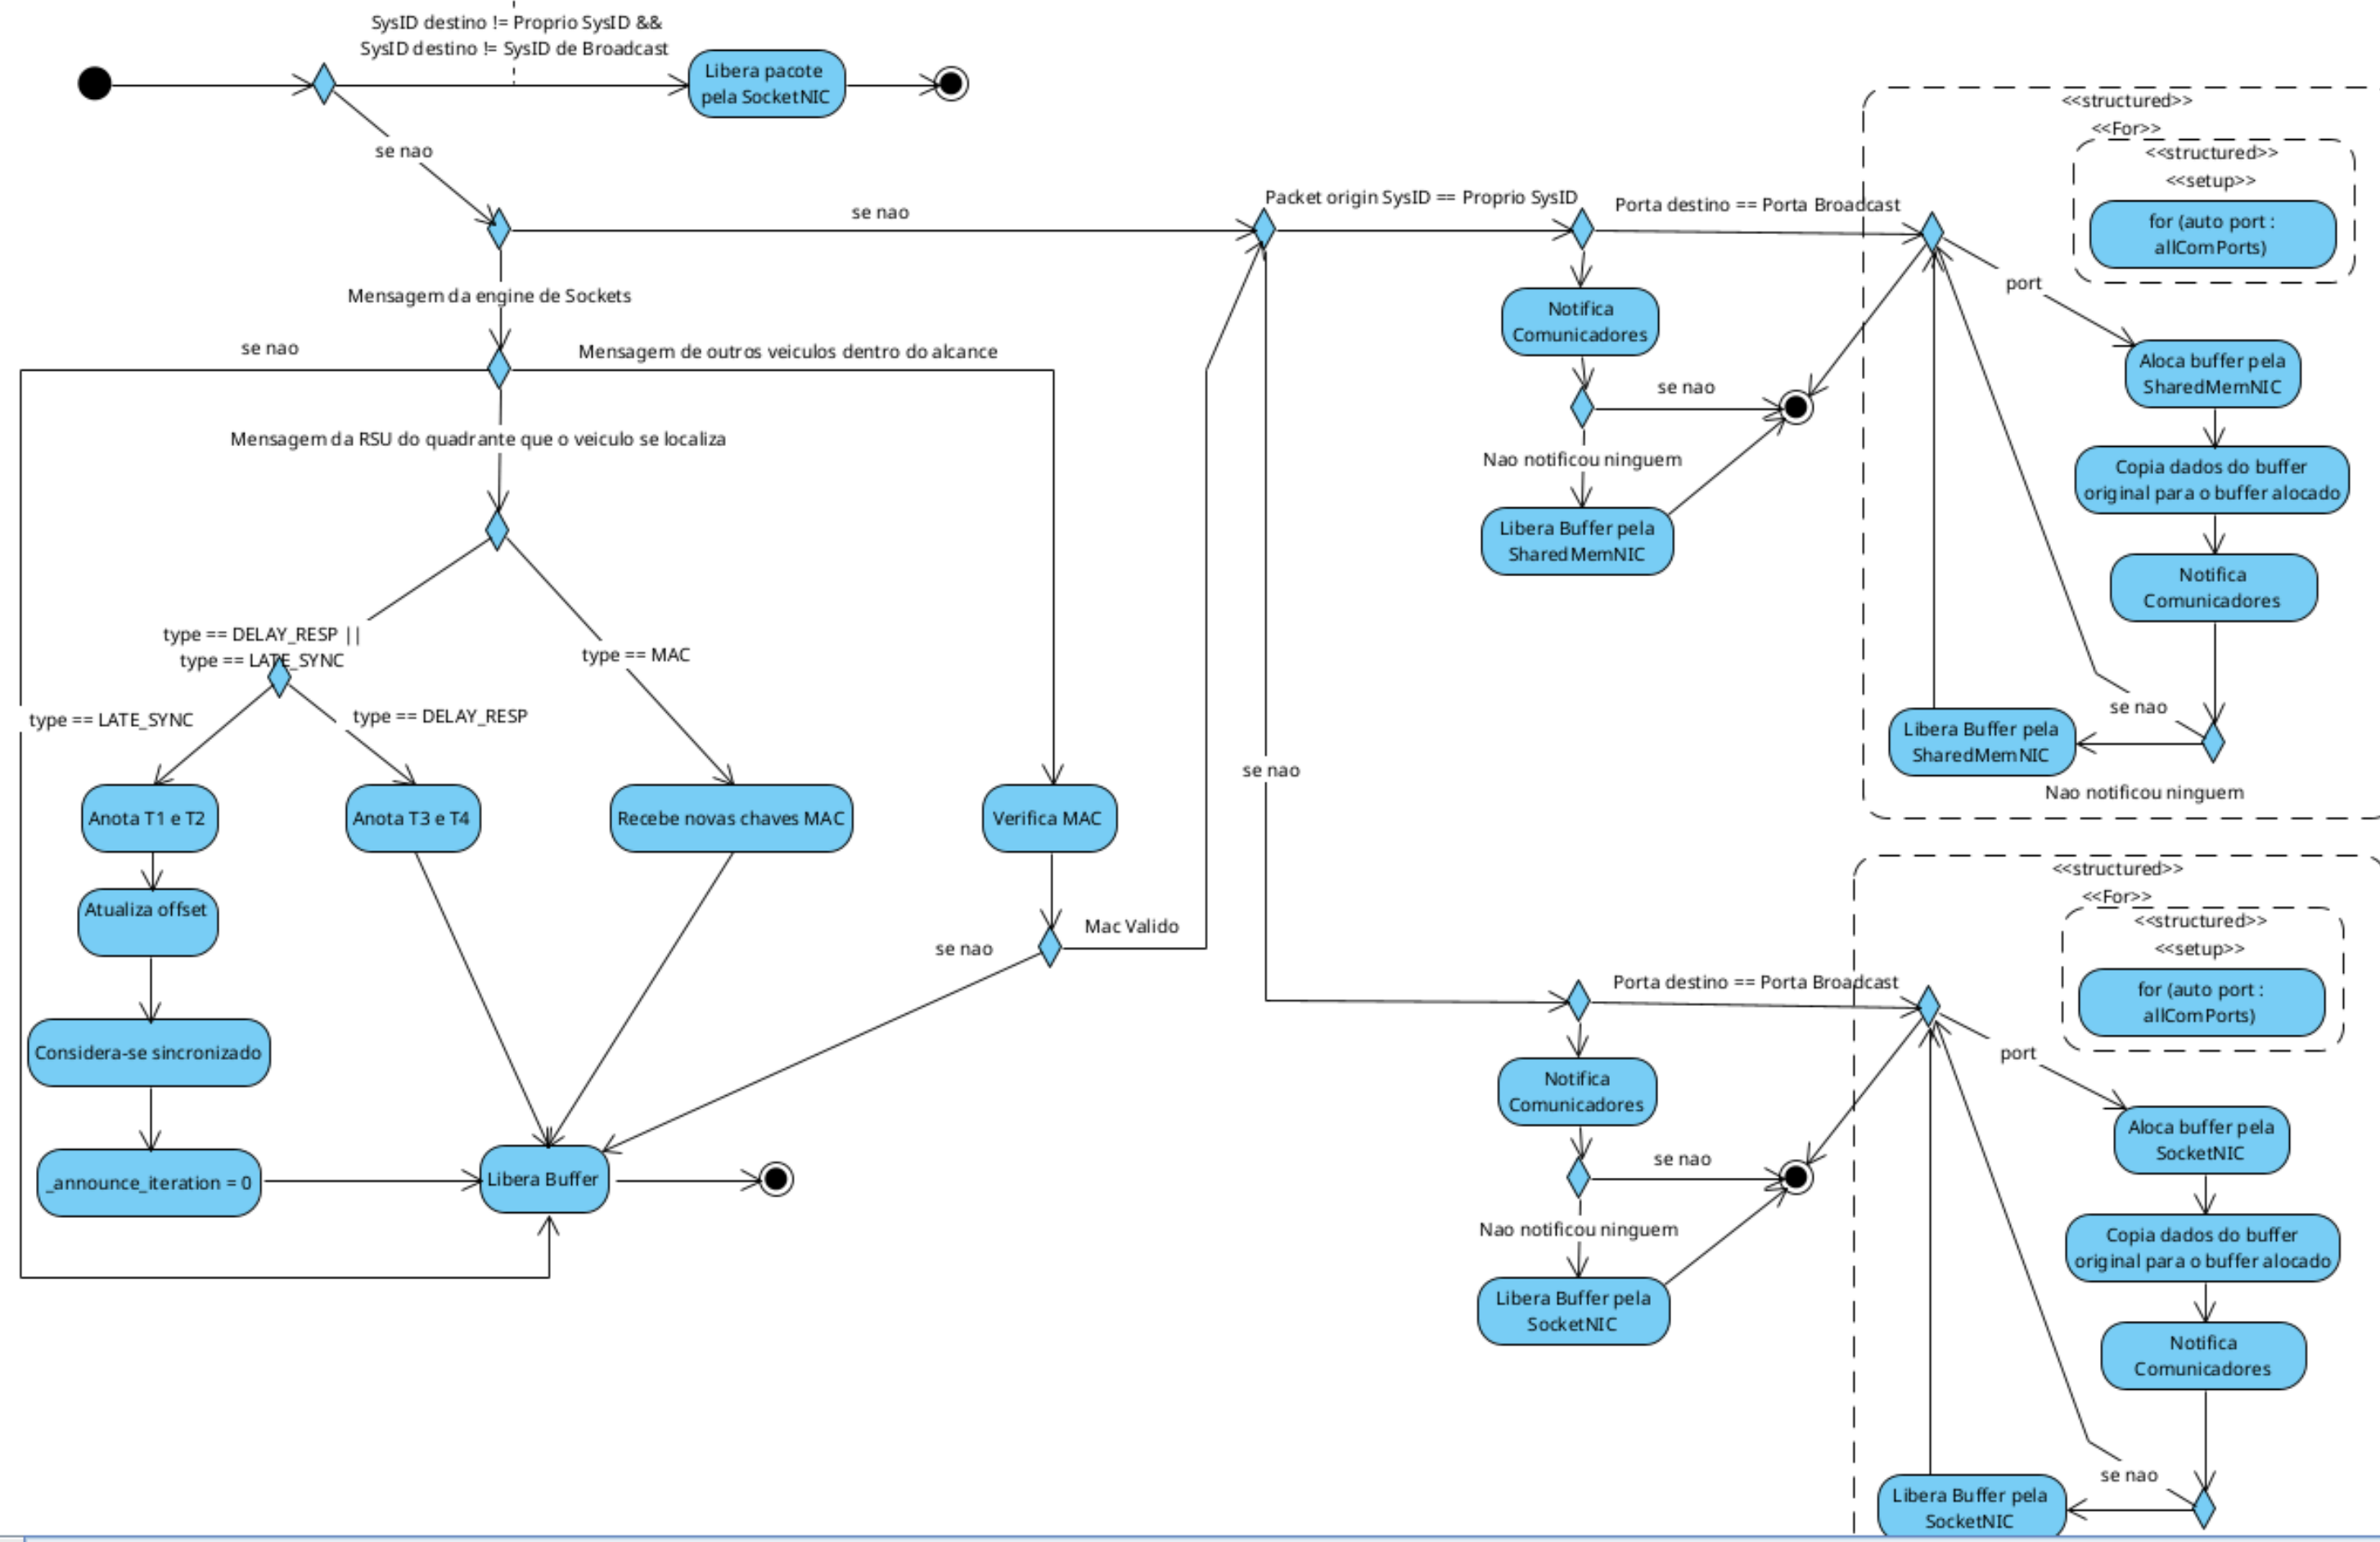 SysID destino != Proprio SysID &&
SysID destino != SysID de Broadcast
Libera pacote
pela SocketNIC
se nao
se nao
Mensagem da engine de Sockets
se nao
Mensagem de outros veiculos dentro do alcance
Mensagem da RSU do quadrante que o veiculo se localiza
type == DELAY_RESP ||
type == LATE_SYNC
type == MAC
type == LATE_SYNC
type == DELAY_RESP
Anota T1 e T2
Anota T3 e T4
Recebe novas chaves MAC
Verifica MAC
Atualiza offset
Mac Valido
se nao
Considera-se sincronizado
_announce_iteration = 0
Libera Buffer
Packet origin SysID == Proprio SysID
Porta destino == Porta Broadcast
Notifica
Comunicadores
se nao
Nao notificou ninguem
Libera Buffer pela
SharedMemNIC
<<structured>>
<<For>>
<<structured>>
<<setup>>
for (auto port :
allComPorts)
port
Aloca buffer pela
SharedMemNIC
Copia dados do buffer
original para o buffer alocado
Notifica
Comunicadores
se nao
Libera Buffer pela
SharedMemNIC
Nao notificou ninguem
se nao
Porta destino == Porta Broadcast
Notifica
Comunicadores
se nao
Nao notificou ninguem
Libera Buffer pela
SocketNIC
<<structured>>
<<For>>
<<structured>>
<<setup>>
for (auto port :
allComPorts)
port
Aloca buffer pela
SocketNIC
Copia dados do buffer
original para o buffer alocado
Notifica
Comunicadores
se nao
Libera Buffer pela
SocketNIC